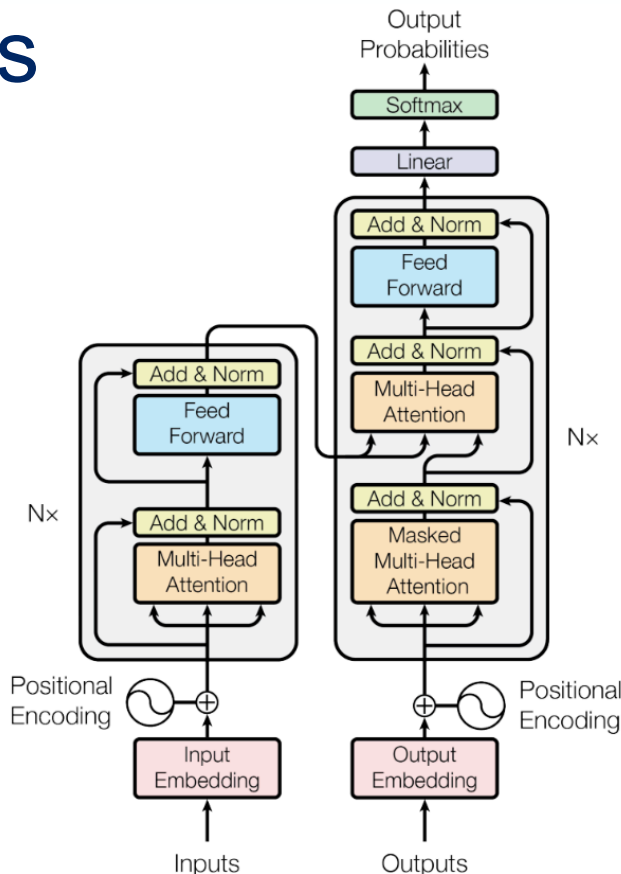 s
Output
Probabilities
Softmax
Linear
Add & Norm
Feed
Forward
Add & Norm
Multi-Head
Attention
Nx
Add & Norm
Masked
Multi-Head
Attention
Positional
Encoding
Output
Embedding
Outputs
Add & Norm
Feed
Forward
Nx
Add & Norm
Multi-Head
Attention
Positional
Encoding
Input
Embedding
Inputs